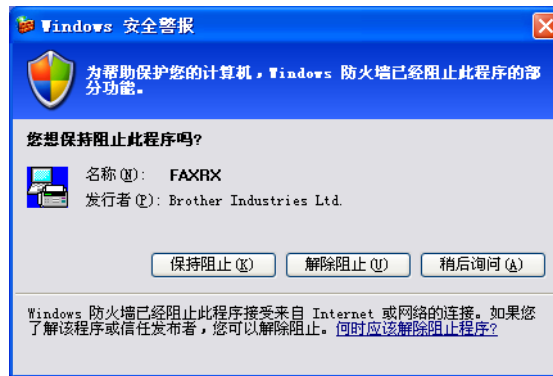 Windows 安全警报
为帮助保护您的计算机，Windows 防火墙已经阻止此程序的部
分功能。
您想保持阻止此程序吗?
名称(N): FAXRX
发行者(P): Brother Industries Ltd.
保持阻止(K) 解除阻止(U) 稍后询问(A)
Windows 防火墙已经阻止此程序接受来自 Internet 或网络的连接。如果您
了解该程序或信任发布者，您可以解除阻止。何时应该解除阻止程序?